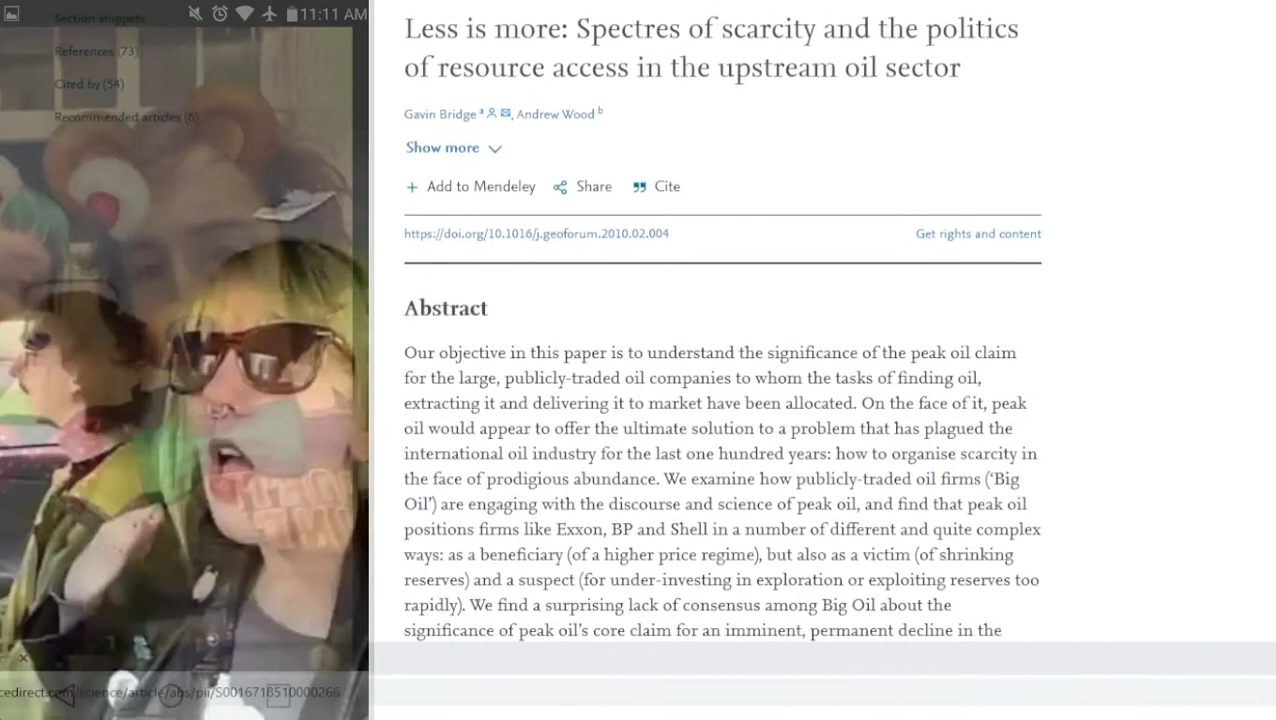 11:11 AM
Section snippets
References (73)
Cited by (54)
Recommended articles (6)
Less is more: Spectres of scarcity and the politics
of resource access in the upstream oil sector
Gavin Bridge a, Andrew Wood b
Show more
+ Add to Mendeley Share Cite
https://doi.org/10.1016/j.geoforum.2010.02.004 Get rights and content
Abstract
Our objective in this paper is to understand the significance of the peak oil claim
for the large, publicly-traded oil companies to whom the tasks of finding oil,
extracting it and delivering it to market have been allocated. On the face of it, peak
oil would appear to offer the ultimate solution to a problem that has plagued the
international oil industry for the last one hundred years: how to organise scarcity in
the face of prodigious abundance. We examine how publicly-traded oil firms (‘Big
Oil’) are engaging with the discourse and science of peak oil, and find that peak oil
positions firms like Exxon, BP and Shell in a number of different and quite complex
ways: as a beneficiary (of a higher price regime), but also as a victim (of shrinking
reserves) and a suspect (for under-investing in exploration or exploiting reserves too
rapidly). We find a surprising lack of consensus among Big Oil about the
significance of peak oil’s core claim for an imminent, permanent decline in the
cedirect.com/science/article/abs/pii/S0016718510000266